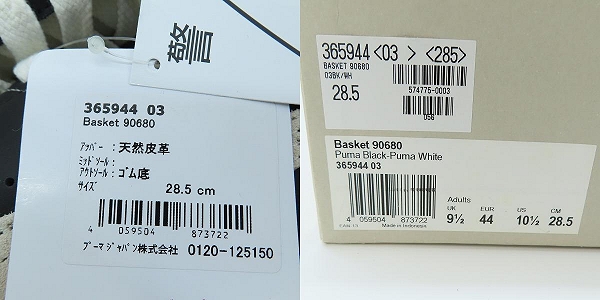 警
365944 03
Basket 90680
アッパー : 天然皮革
ミッドソール :
アウトソール : ゴム底
サイズ
28.5 cm
4 059504 873722
プーマ ジャパン株式会社 0120-125150
365944 <03 > <285>
BASKET 90680
03BK/WH
28.5
574775-0003
056
Basket 90680
Puma Black-Puma White
365944 03
4 059504 873722
Made in Indonesia
Adults
UK EUR US CM
9½ 44 10½ 28.5